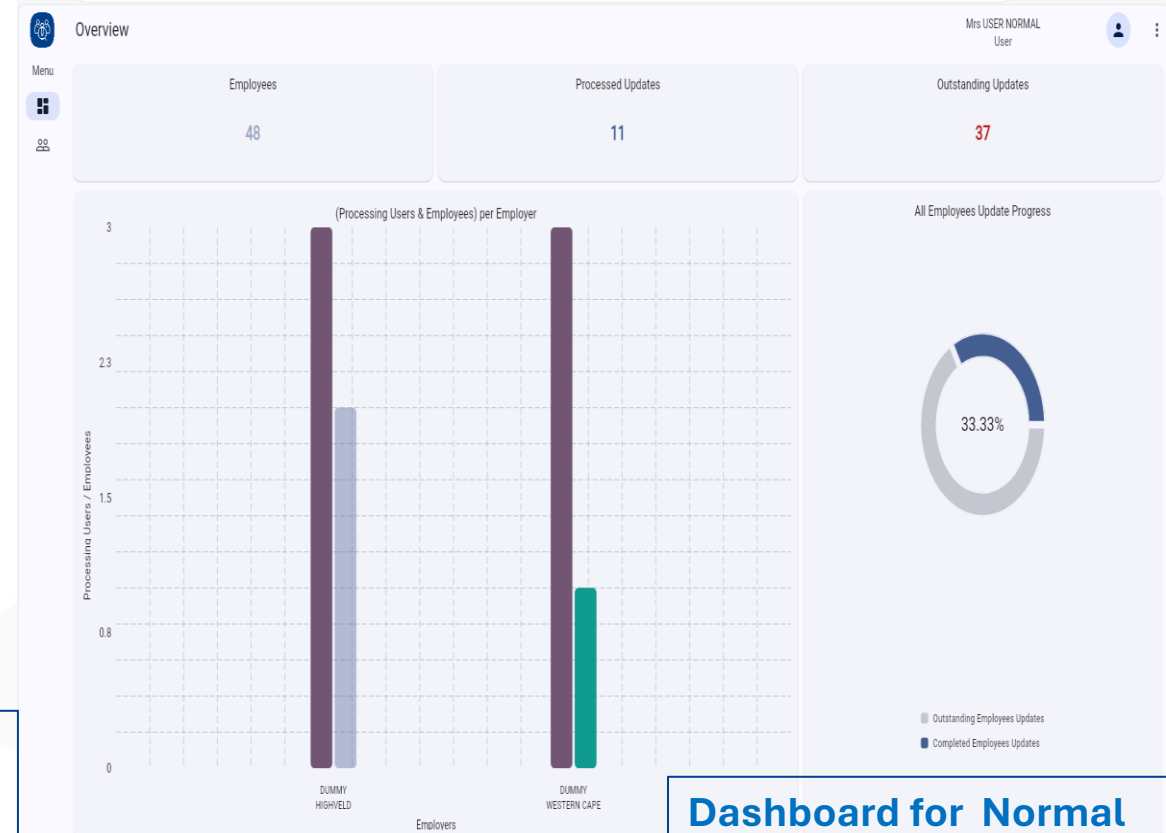 Overview
Mrs USER NORMAL
User
Menu
Employees
48
Processed Updates
11
Outstanding Updates
37
(Processing Users & Employees) per Employer
3
2.3
1.5
0.8
0
Processing Users / Employees
DUMMY
HIGHVELD
DUMMY
WESTERN CAPE
Employers
All Employees Update Progress
33.33%
Outstanding Employees Updates
Completed Employees Updates
Dashboard for Normal